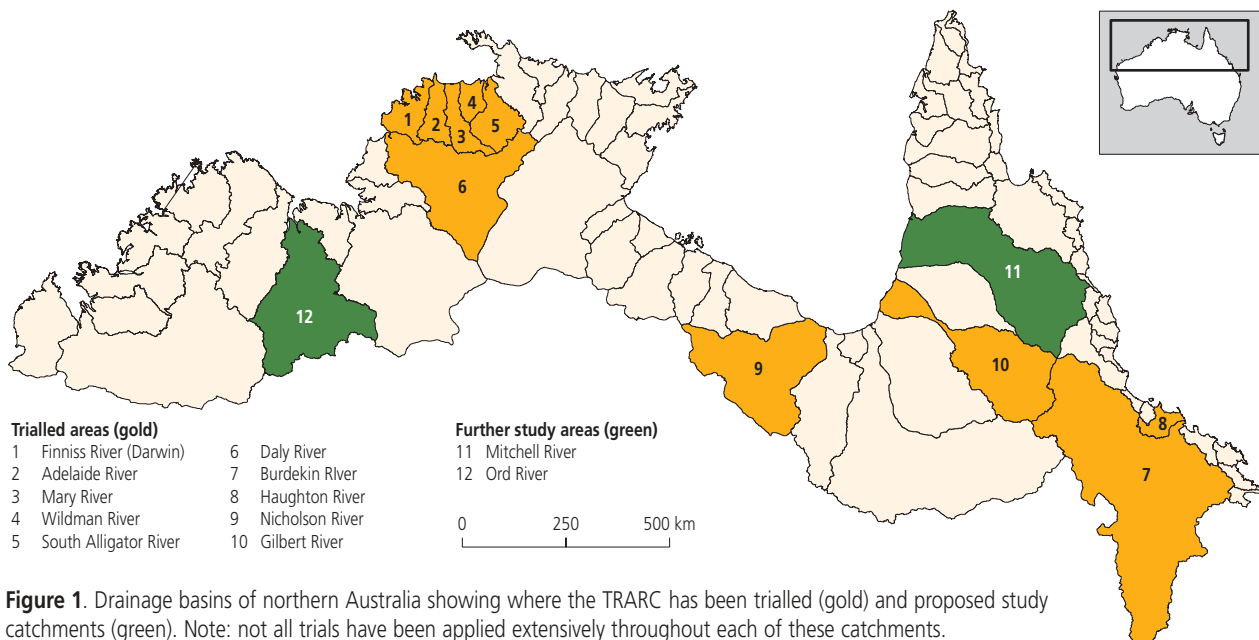 1
2
3
4
5
6
7
8
9
10
11
12
Trialled areas (gold)
1 Finniss River (Darwin)
2 Adelaide River
3 Mary River
4 Wildman River
5 South Alligator River
6 Daly River
7 Burdekin RIver
8 Haughton River
9 Nicholson River
10 Gilbert River
Further study areas (green)
11 Mitchell River
12 Ord River
0 250 500 km
Figure 1. Drainage basins of northern Australia showing where the TRARC has been trialled (gold) and proposed study
catchments (green). Note: not all trials have been applied extensively throughout each of these catchments.